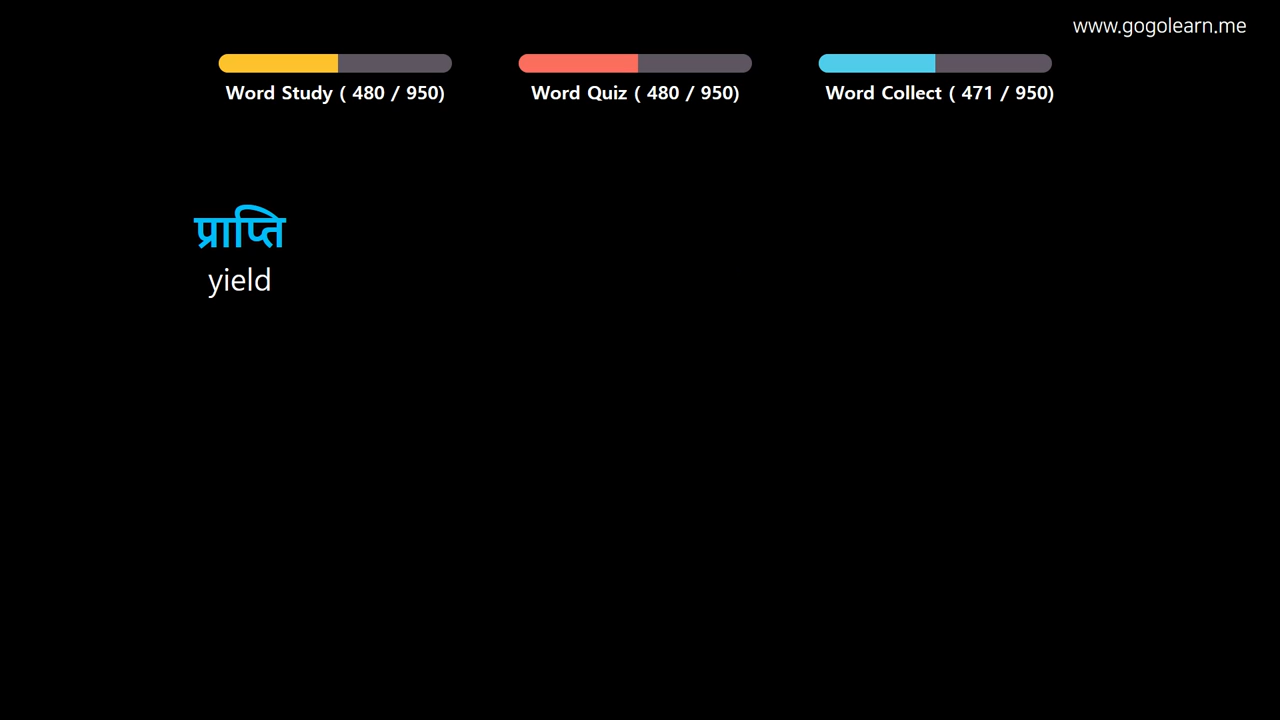 www.gogolearn.me
Word Study ( 480 / 950)
Word Quiz ( 480 / 950)
Word Collect ( 471 / 950)
प्राप्ति
yield